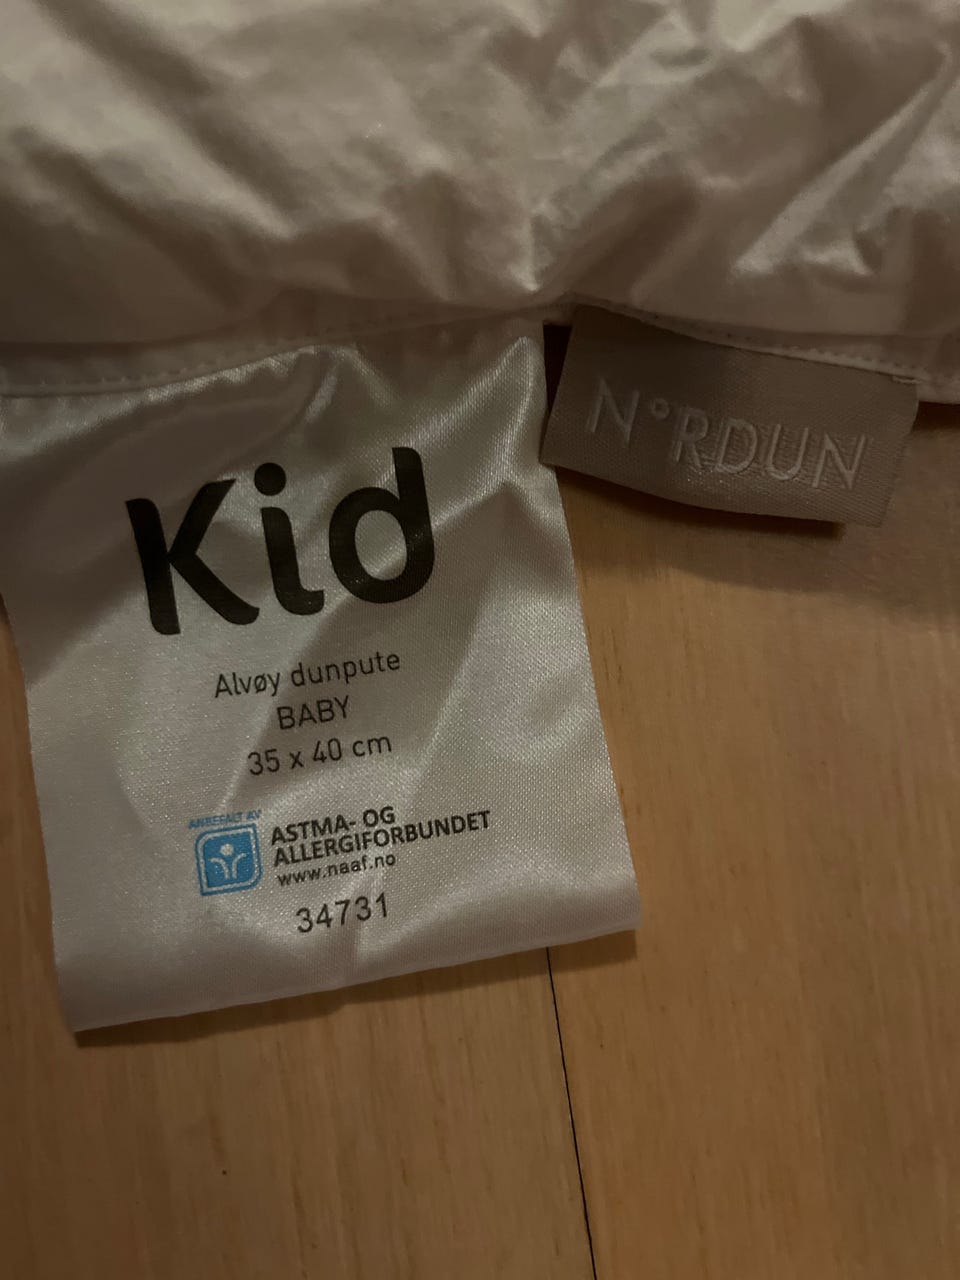 Kid
Alvøy dunpute
BABY
35 x 40 cm
ANBEFALT AV
ASTMA- OG
ALLERGIFORBUNDET
www.naaf.no
34731
N°RDUN